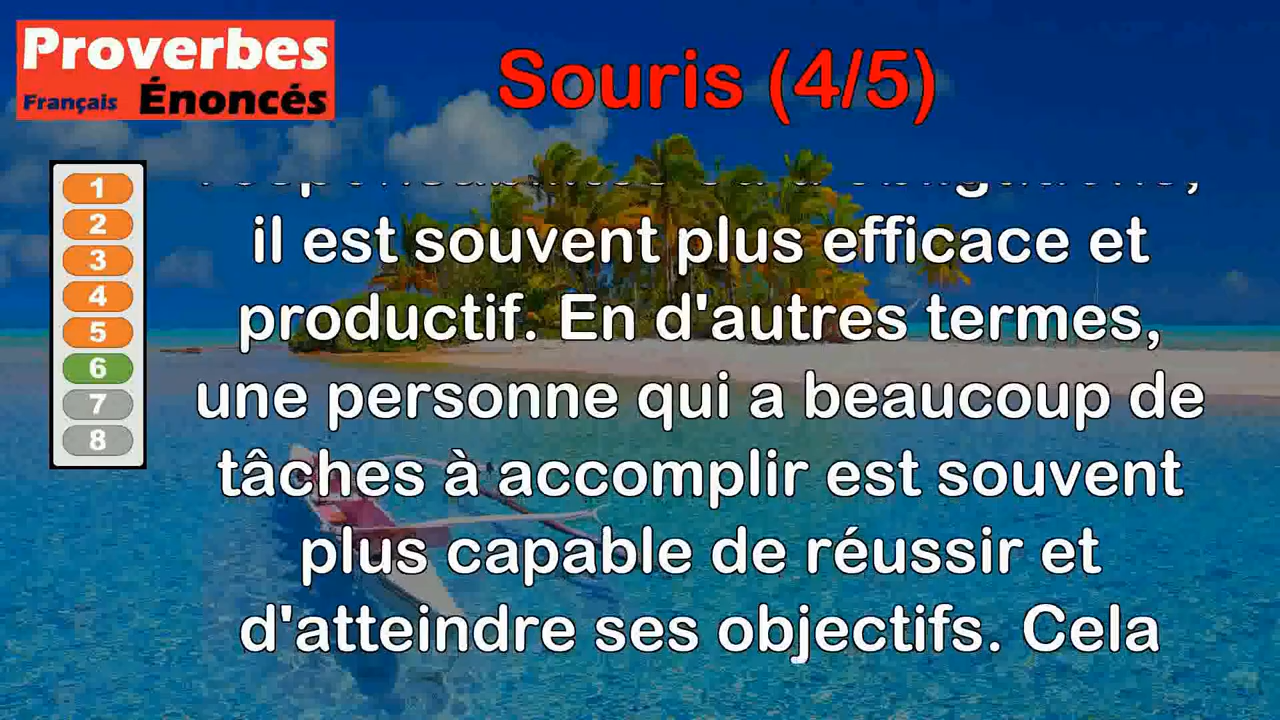 Proverbes
Français Énoncés
Souris (4/5)
1
2
3
4
5
6
7
8
il est souvent plus efficace et
productif. En d'autres termes,
une personne qui a beaucoup de
tâches à accomplir est souvent
plus capable de réussir et
d'atteindre ses objectifs. Cela